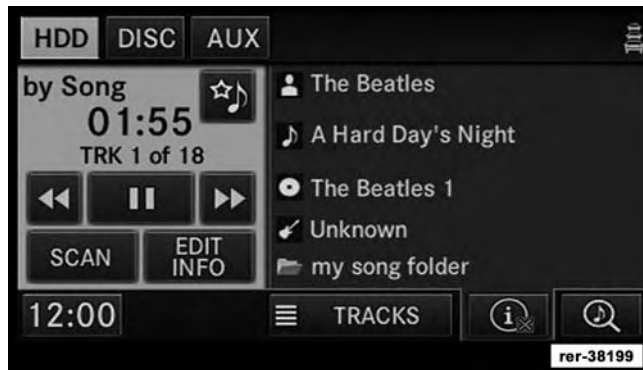 HDD DISC AUX
by Song
01:55
TRK 1 of 18
SCAN
EDIT
INFO
The Beatles
A Hard Day's Night
The Beatles 1
Unknown
my song folder
12:00
TRACKS
i
rer-38199